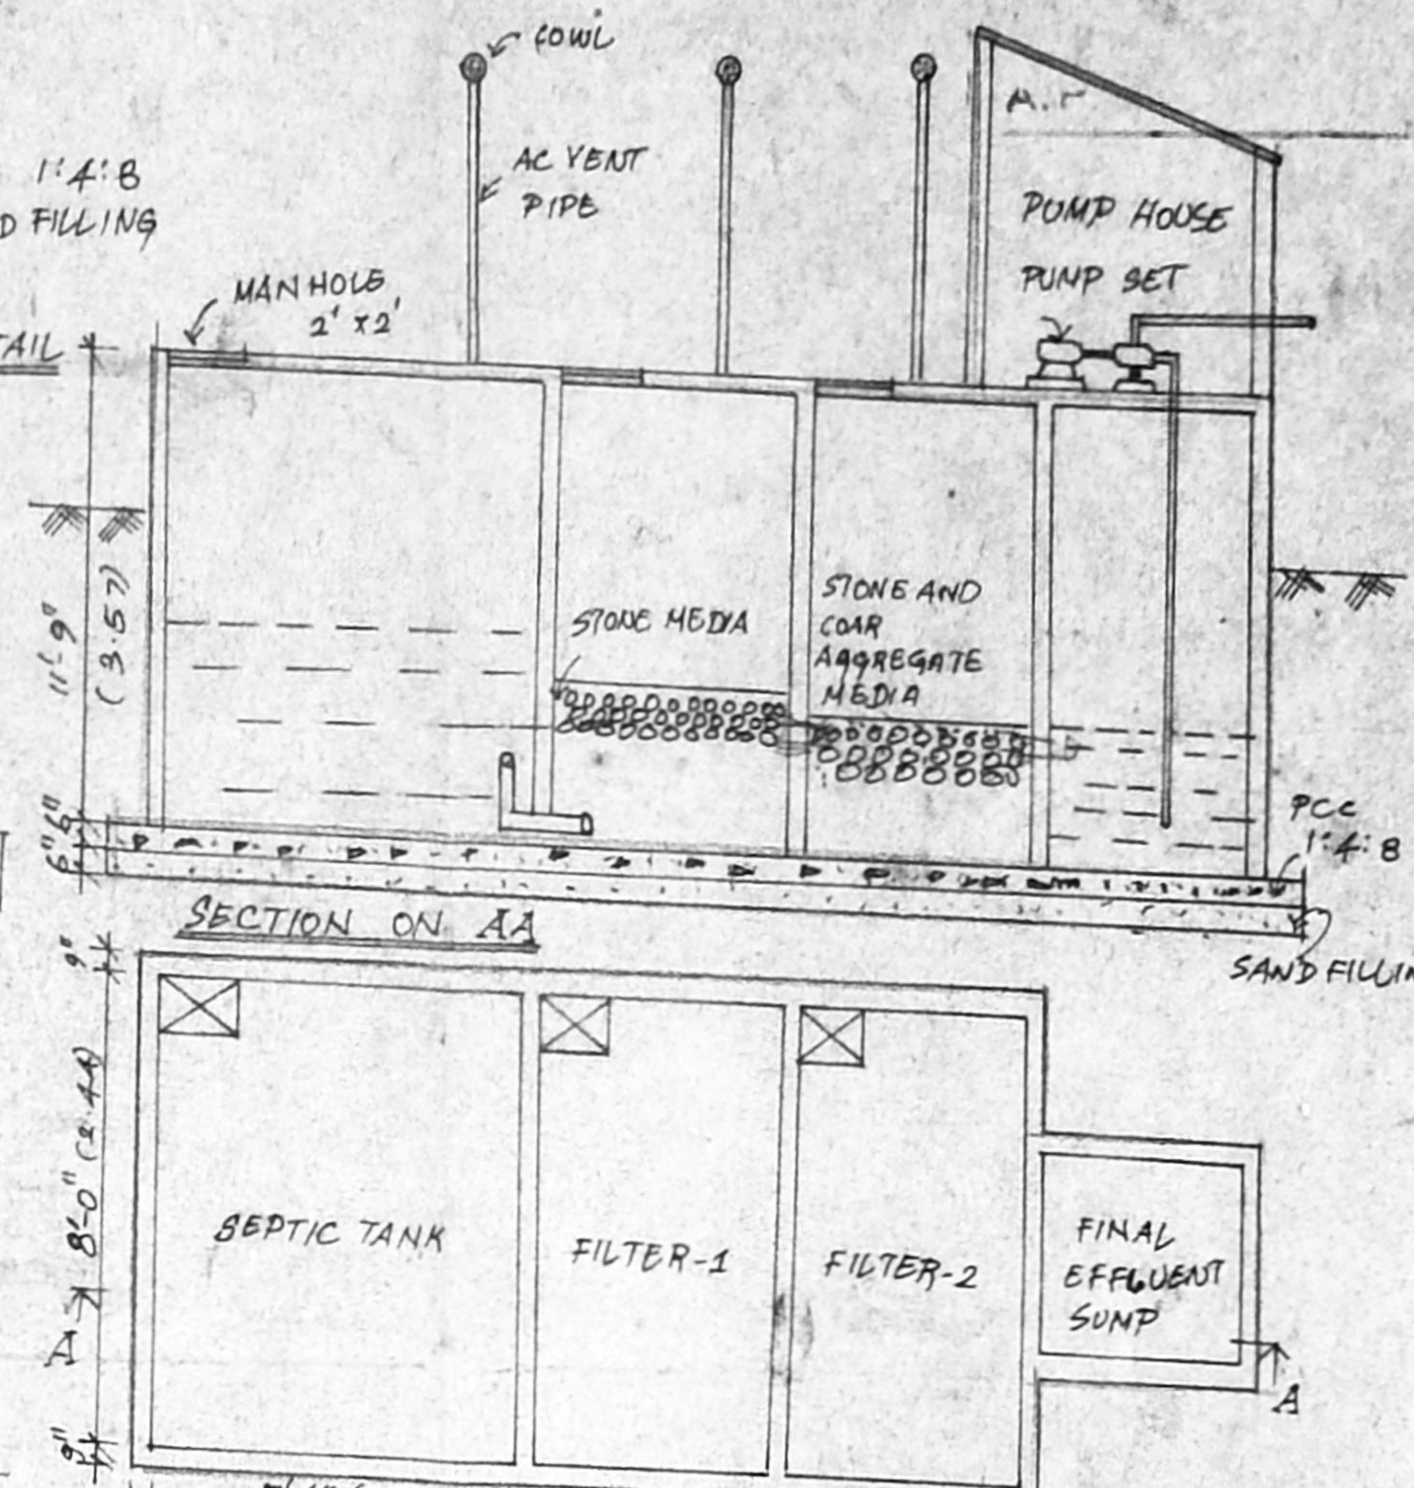 COWL
1:4:8
D FILLING
AC VENT
PIPE
PUMP HOUSE
PUMP SET
MANHOLE
2' x 2'
TAIL
11'-9"
(3.57)
STONE MEDIA
STONE AND
COAR
AGGREGATE
MEDIA
6" 6"
PCC
1:4:8
SECTION ON AA
SAND FILLIN
9"
8'-0" (2.44)
A
9"
SEPTIC TANK
FILTER-1
FILTER-2
FINAL
EFFLUENT
SUMP
A